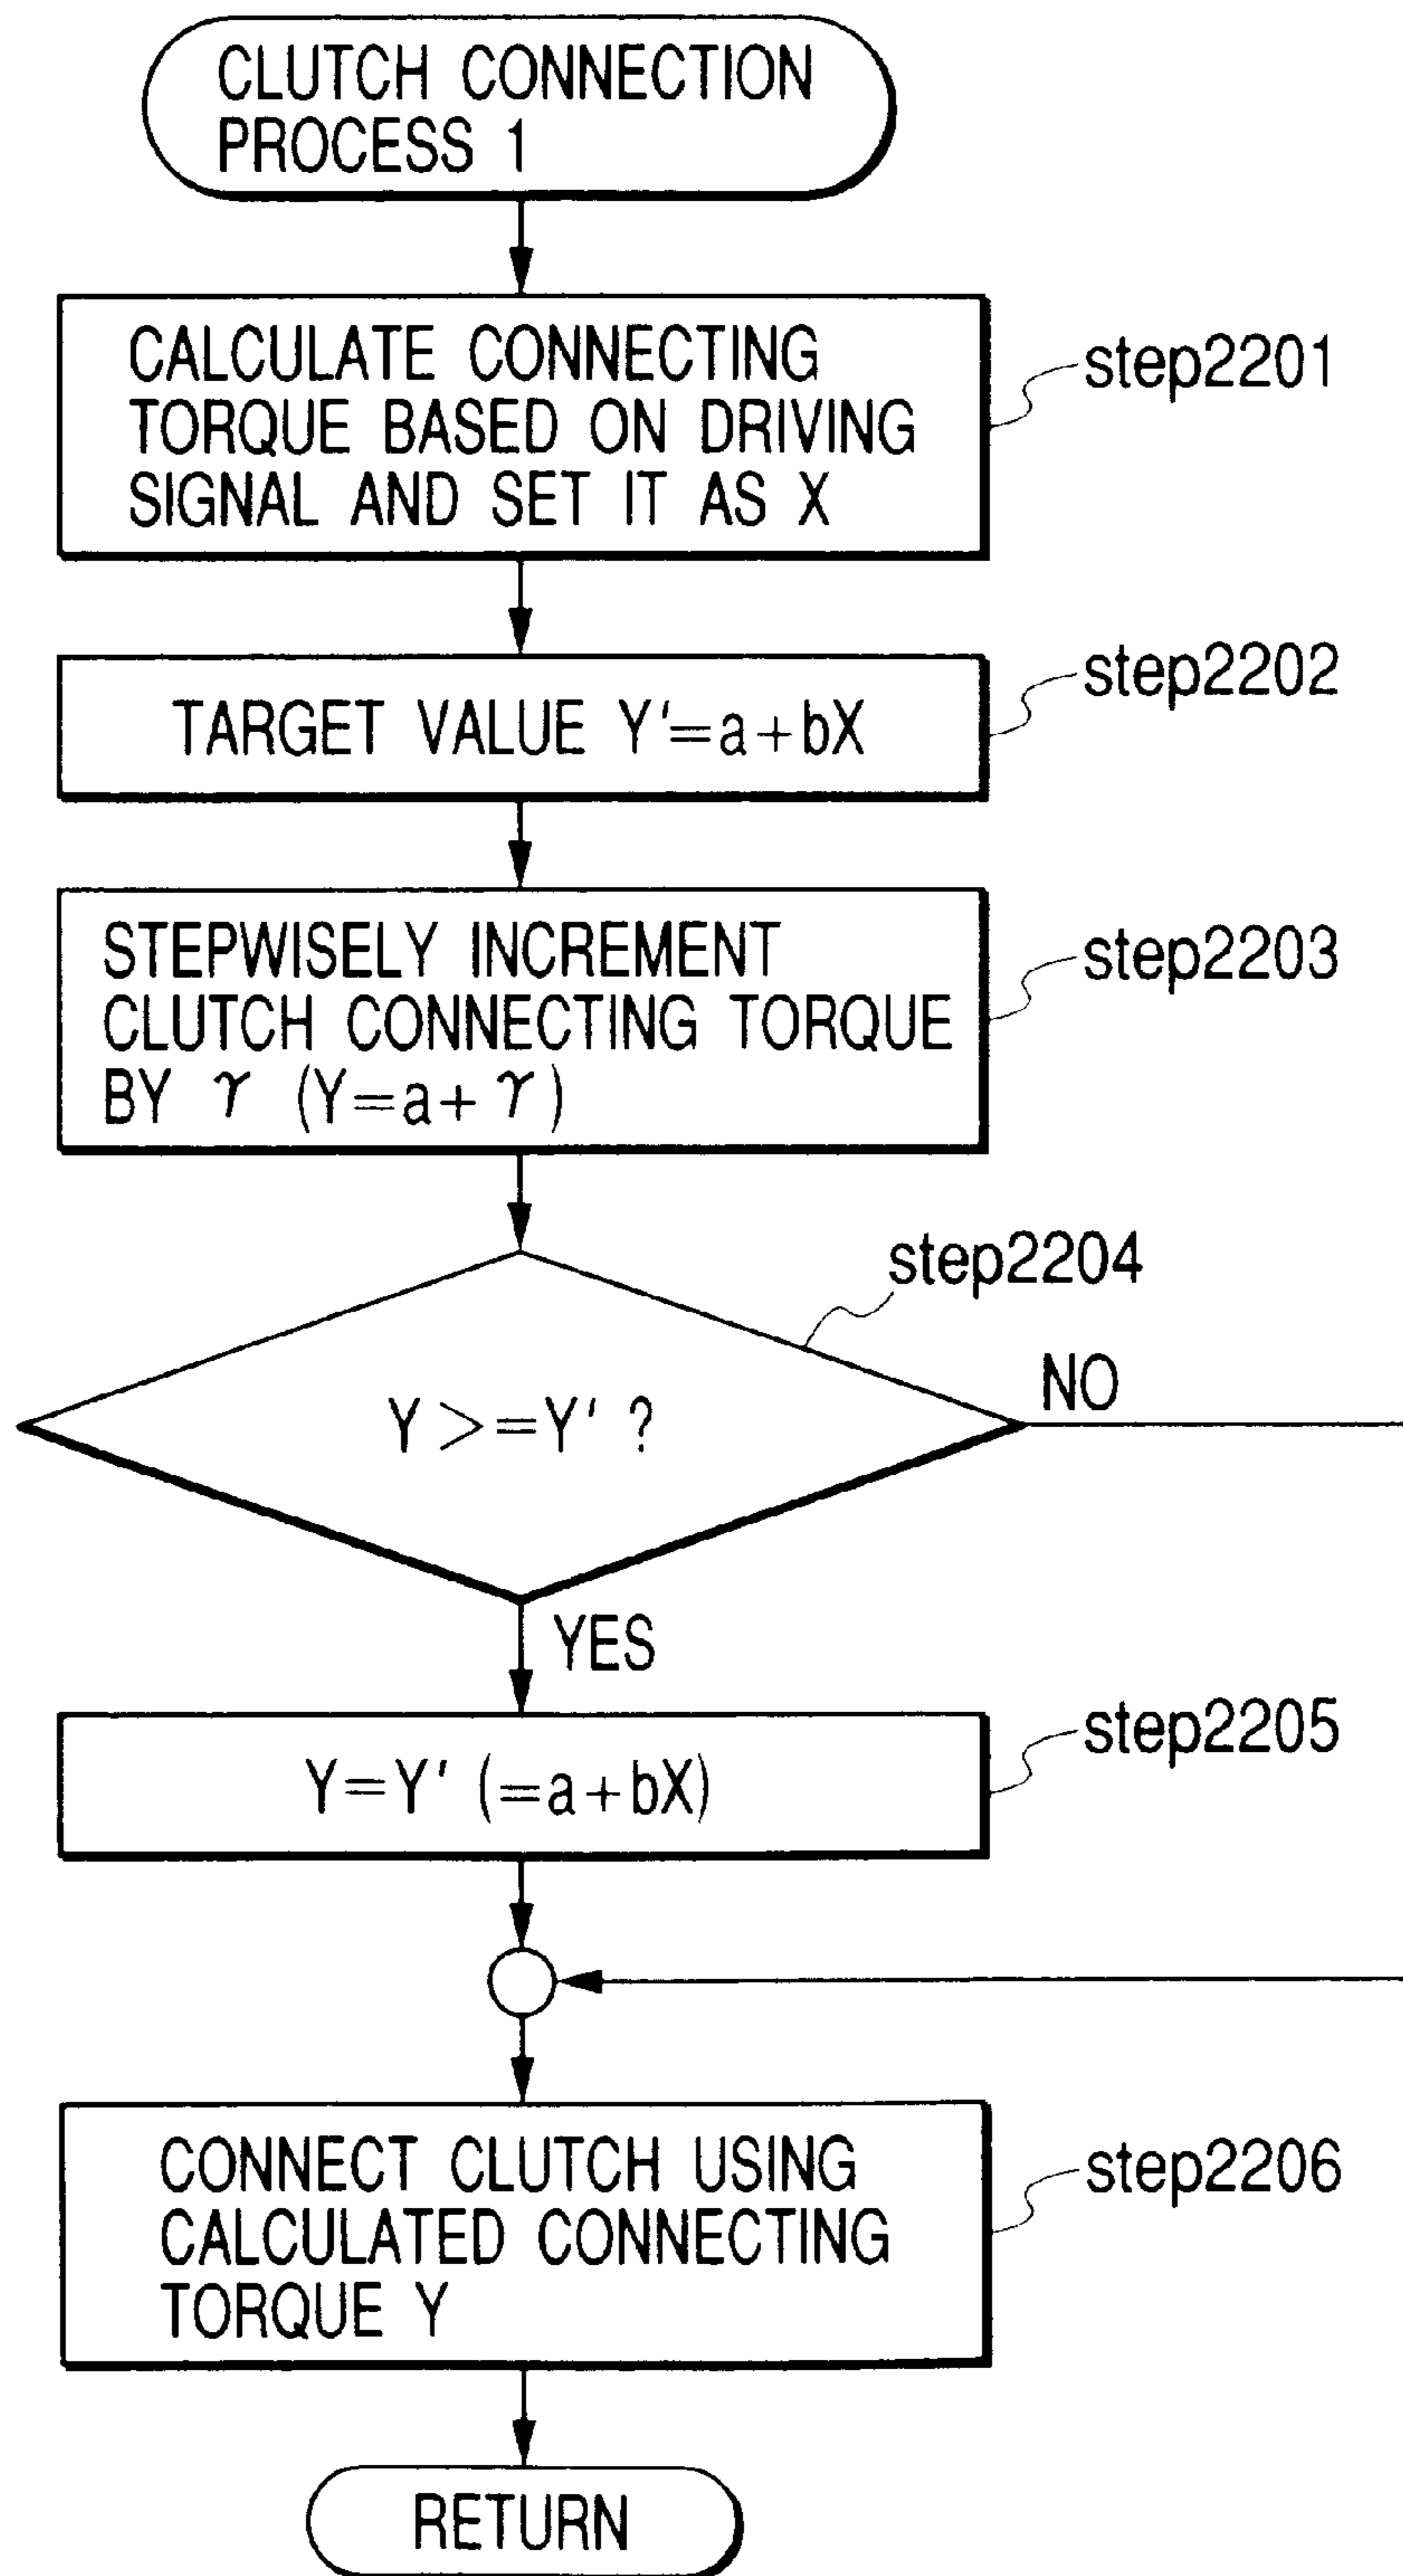 CLUTCH CONNECTION
PROCESS 1
CALCULATE CONNECTING
TORQUE BASED ON DRIVING
SIGNAL AND SET IT AS X
step2201
TARGET VALUE Y'=a+bX
step2202
STEPWISELY INCREMENT
CLUTCH CONNECTING TORQUE
BY γ (Y=a+ γ)
step2203
step2204
Y>=Y' ?
NO
YES
Y=Y' (=a+bX)
step2205
CONNECT CLUTCH USING
CALCULATED CONNECTING
TORQUE Y
step2206
RETURN